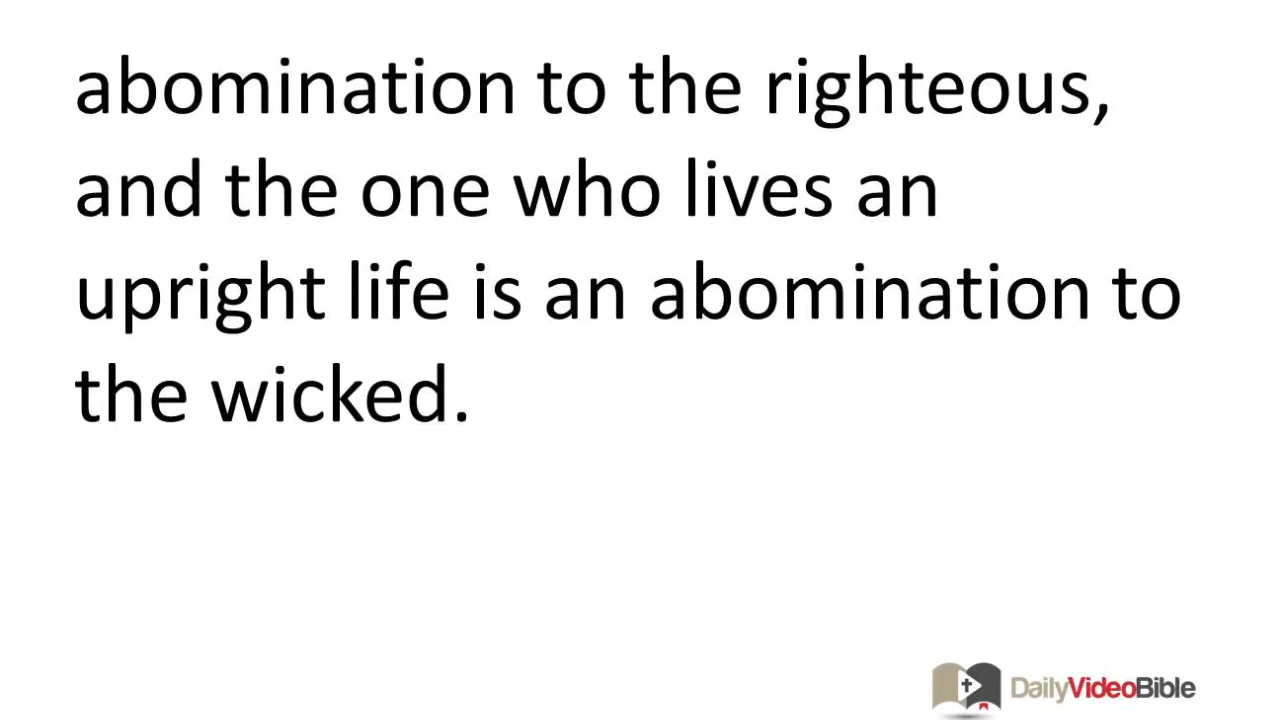 abomination to the righteous,
and the one who lives an
upright life is an abomination to
the wicked.
DailyVideoBible